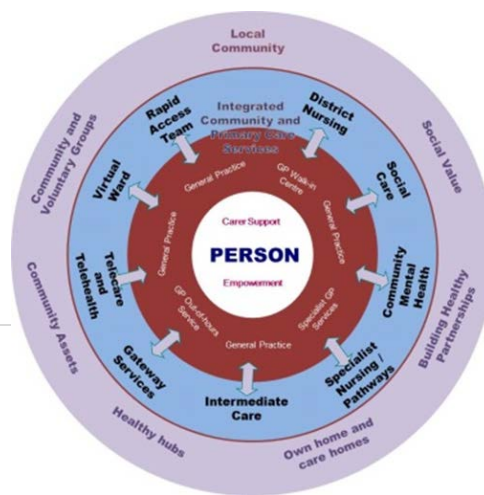 Local
Community
Social Value
Building Healthy
Partnerships
Own home and
care homes
Healthy hubs
Community Assets
Community and
Voluntary Groups
Integrated
Community and
Primary Care
Services
District
Nursing
Social
Care
Community
Mental
Health
Specialist
Nursing /
Pathways
Intermediate
Care
Gateway
Services
Telecare
and
Telehealth
Virtual
Ward
Rapid
Access
Team
General Practice
GP Walk-in
Centre
General Practice
Specialist GP
Services
General Practice
GP Out-of-hours
Service
General Practice
Carer Support
PERSON
Empowerment